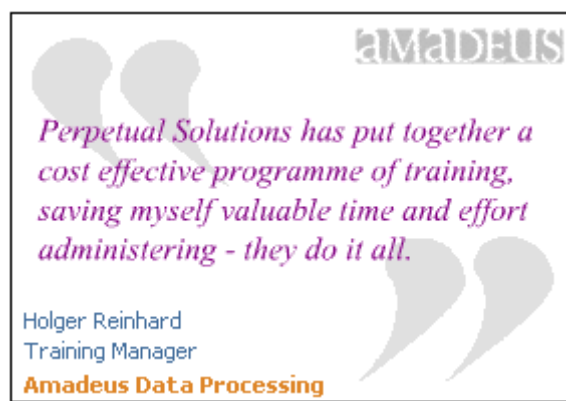 aMaDEUS
Perpetual Solutions has put together a
cost effective programme of training,
saving myself valuable time and effort
administering - they do it all.
Holger Reinhard
Training Manager
Amadeus Data Processing